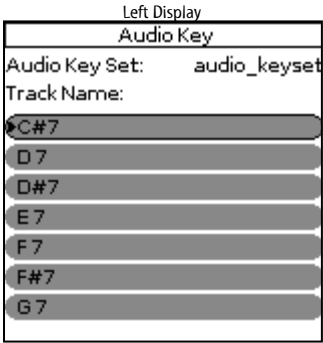 Left Display
Audio Key
Audio Key Set: audio_keyset
Track Name:
C#7
D 7
D#7
E 7
F 7
F#7
G 7